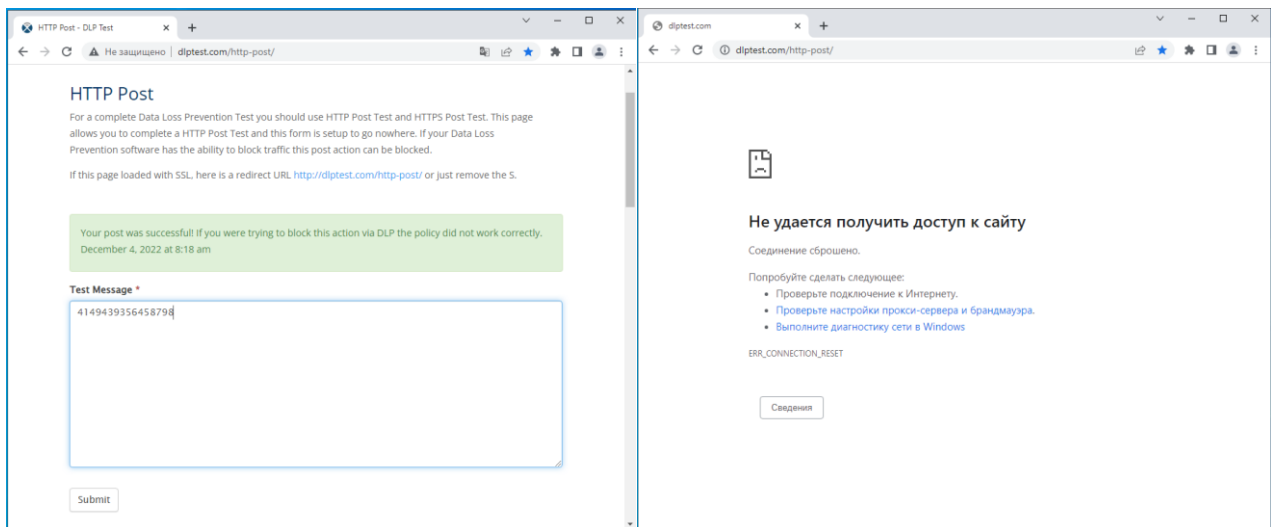 HTTP Post - DLP Test
Не защищено
dlptest.com/http-post/
HTTP Post
For a complete Data Loss Prevention Test you should use HTTP Post Test and HTTPS Post Test. This page
allows you to complete a HTTP Post Test and this form is setup to go nowhere. If your Data Loss
Prevention software has the ability to block traffic this post action can be blocked.
If this page loaded with SSL, here is a redirect URL http://dlptest.com/http-post/ or just remove the S.
Your post was successful! If you were trying to block this action via DLP the policy did not work correctly.
December 4, 2022 at 8:18 am
Test Message *
4149439356458798
Submit
dlptest.com
dlptest.com/http-post/
Не удается получить доступ к сайту
Соединение сброшено.
Попробуйте сделать следующее:
Проверьте подключение к Интернету.
Проверьте настройки прокси-сервера и брандмауэра.
Выполните диагностику сети в Windows
ERR_CONNECTION_RESET
Сведения